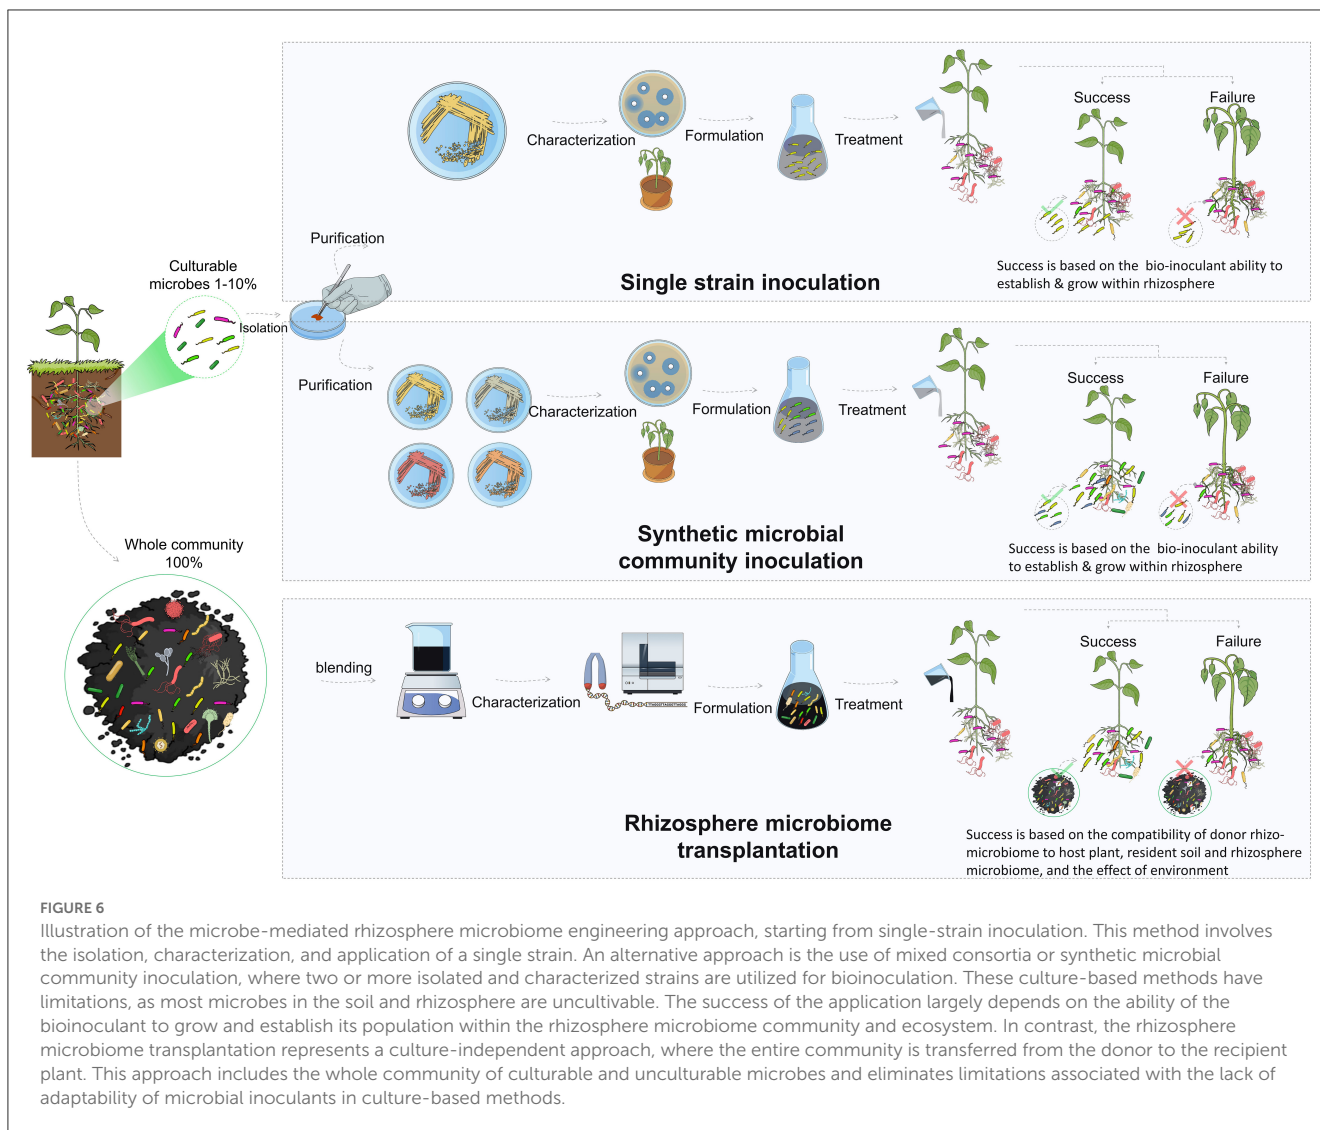 Culturable
microbes 1-10%
Isolation
Purification
Purification
Characterization
Formulation
Treatment
Success
Failure
Single strain inoculation
Success is based on the bio-inoculant ability to
establish & grow within rhizosphere
Characterization
Formulation
Treatment
Success
Failure
Synthetic microbial
community inoculation
Success is based on the bio-inoculant ability
to establish & grow within rhizosphere
Whole community
100%
blending
Characterization
Formulation
Treatment
Success
Failure
Rhizosphere microbiome
transplantation
Success is based on the compatibility of donor rhizo-
microbiome to host plant, resident soil and rhizosphere
microbiome, and the effect of environment
FIGURE 6
Illustration of the microbe-mediated rhizosphere microbiome engineering approach, starting from single-strain inoculation. This method involves
the isolation, characterization, and application of a single strain. An alternative approach is the use of mixed consortia or synthetic microbial
community inoculation, where two or more isolated and characterized strains are utilized for bioinoculation. These culture-based methods have
limitations, as most microbes in the soil and rhizosphere are uncultivable. The success of the application largely depends on the ability of the
bioinoculant to grow and establish its population within the rhizosphere microbiome community and ecosystem. In contrast, the rhizosphere
microbiome transplantation represents a culture-independent approach, where the entire community is transferred from the donor to the recipient
plant. This approach includes the whole community of culturable and unculturable microbes and eliminates limitations associated with the lack of
adaptability of microbial inoculants in culture-based methods.